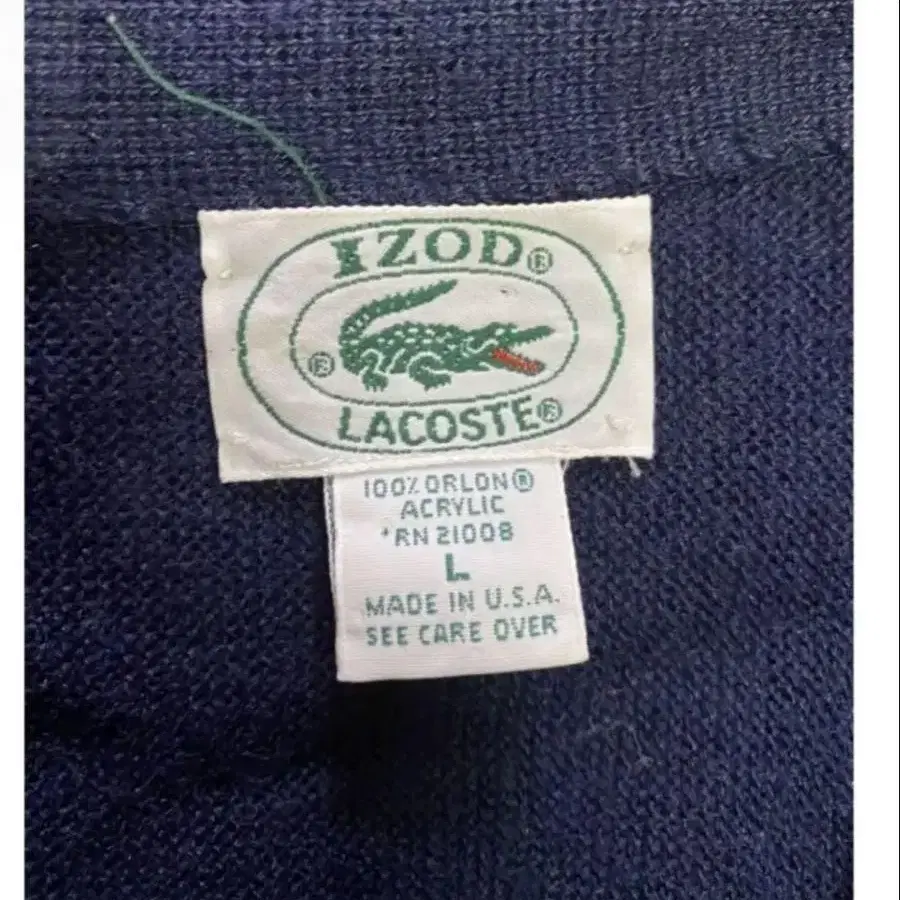 IZOD®
®
LACOSTE®
100% ORLON®
ACRYLIC
*RN 21008
L
MADE IN U.S.A.
SEE CARE OVER